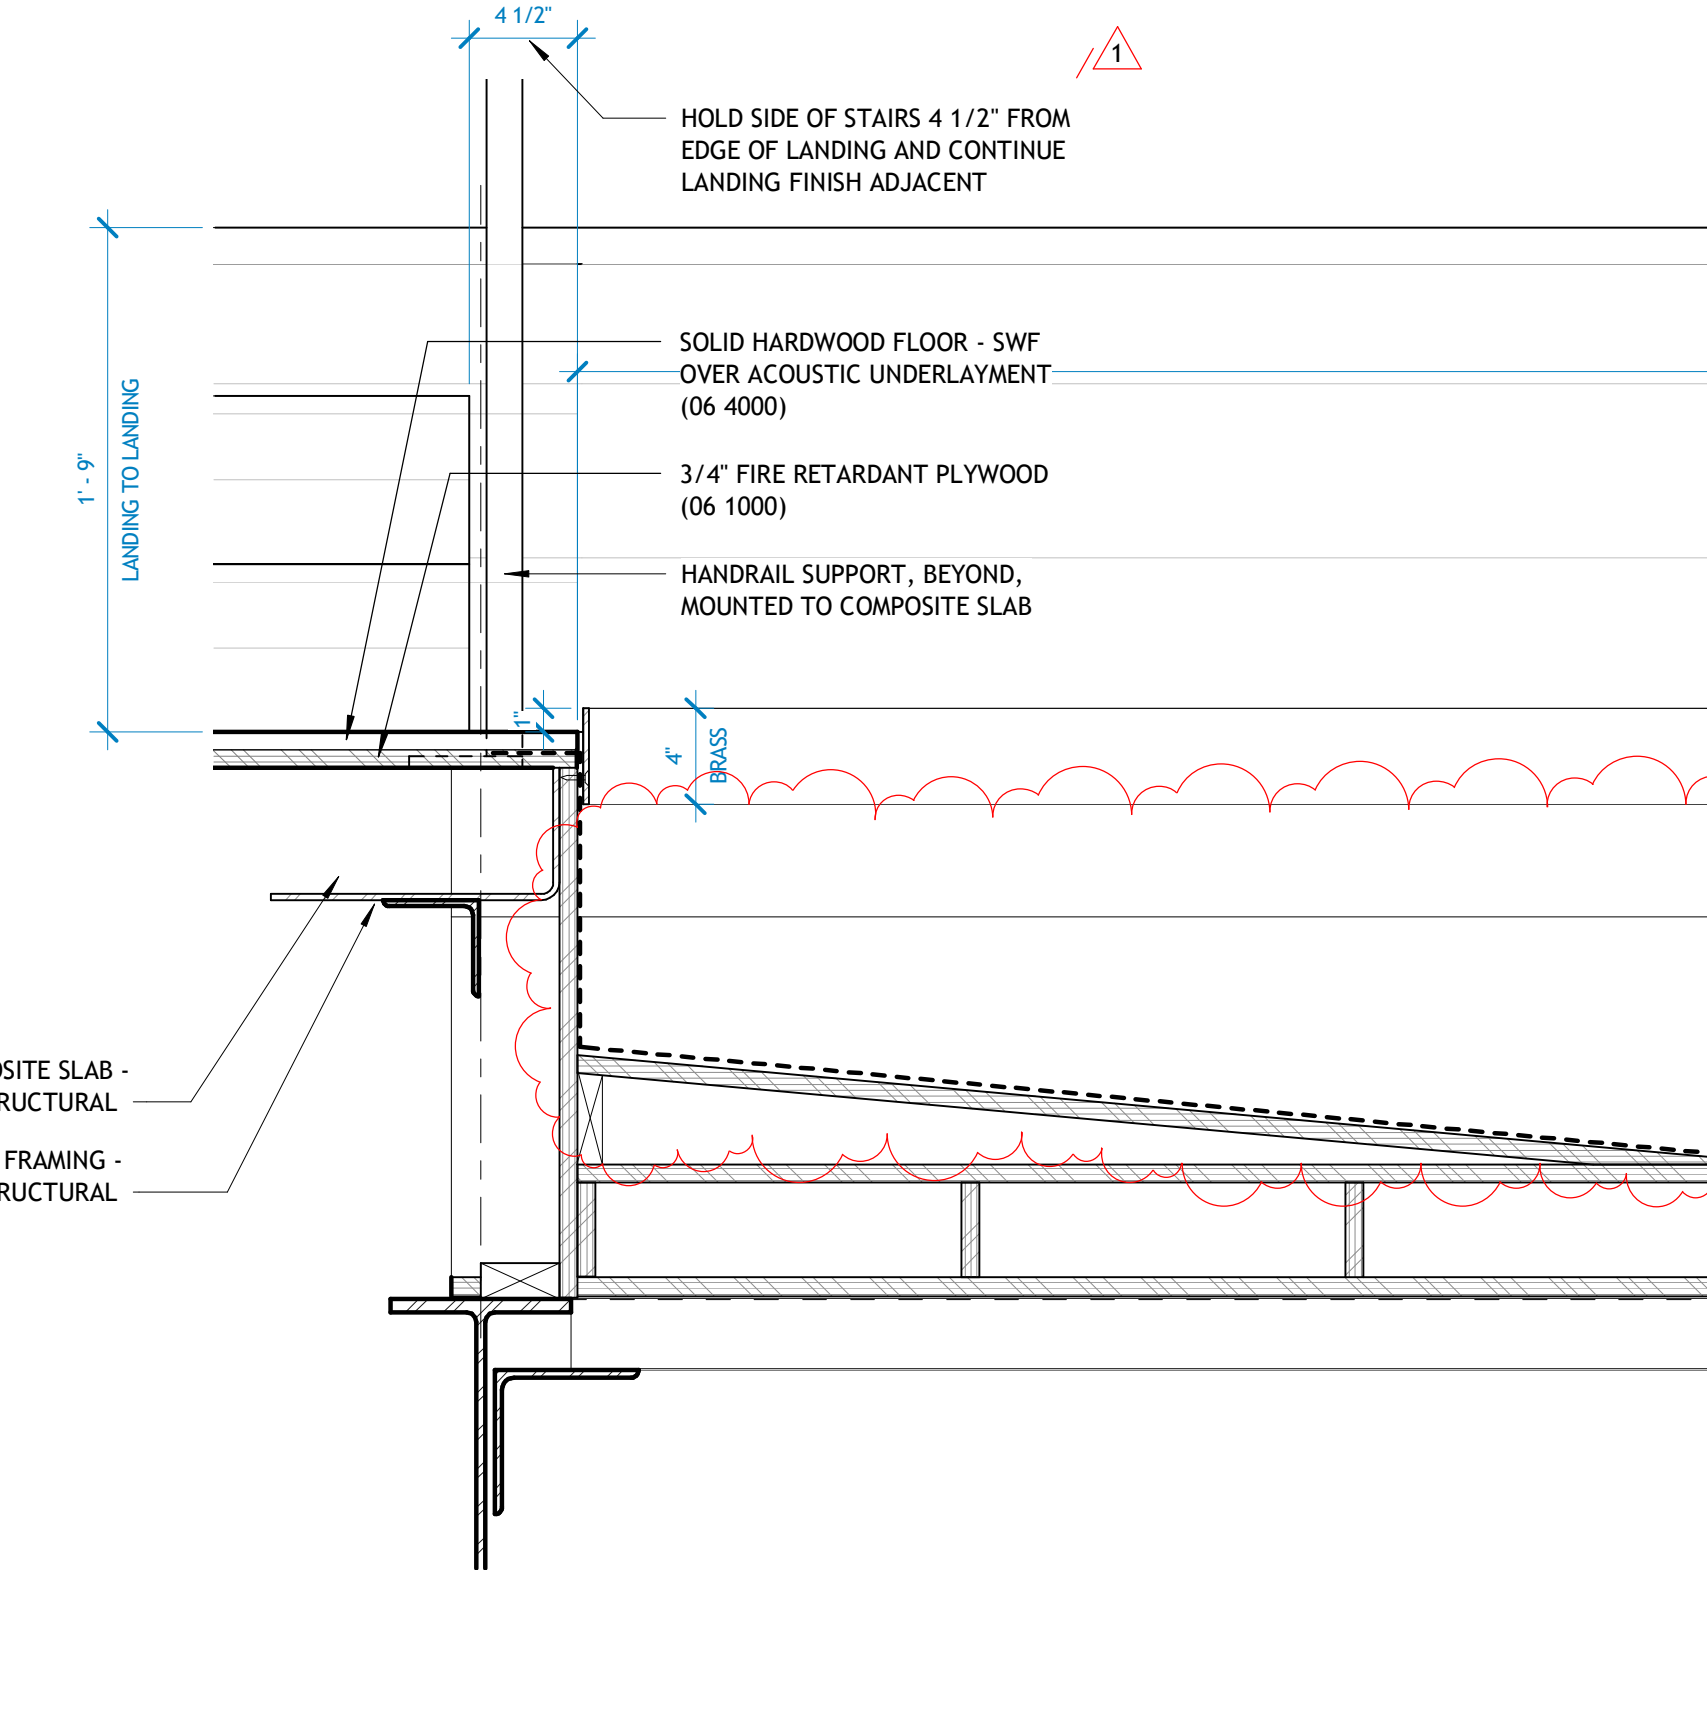 4 1/2"
1
HOLD SIDE OF STAIRS 4 1/2" FROM
EDGE OF LANDING AND CONTINUE
LANDING FINISH ADJACENT
SOLID HARDWOOD FLOOR - SWF
OVER ACOUSTIC UNDERLAYMENT
(06 4000)
1' - 9"
LANDING TO LANDING
3/4" FIRE RETARDANT PLYWOOD
(06 1000)
HANDRAIL SUPPORT, BEYOND,
MOUNTED TO COMPOSITE SLAB
1"
4"
BRASS
OSITE SLAB -
RUCTURAL
FRAMING -
RUCTURAL